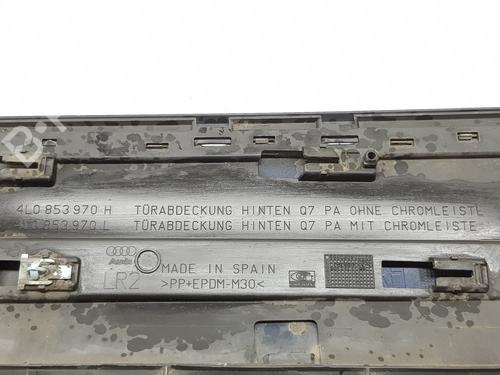 4L0 853 970 H TÜRABDECKUNG HINTEN Q7 PA OHNE CHROMLEISTE
853 970 L TÜRABDECKUNG HINTEN Q7 PA MIT CHROMLEISTE
Audi
LR2
MADE IN SPAIN
>PP+EPDM-M30<